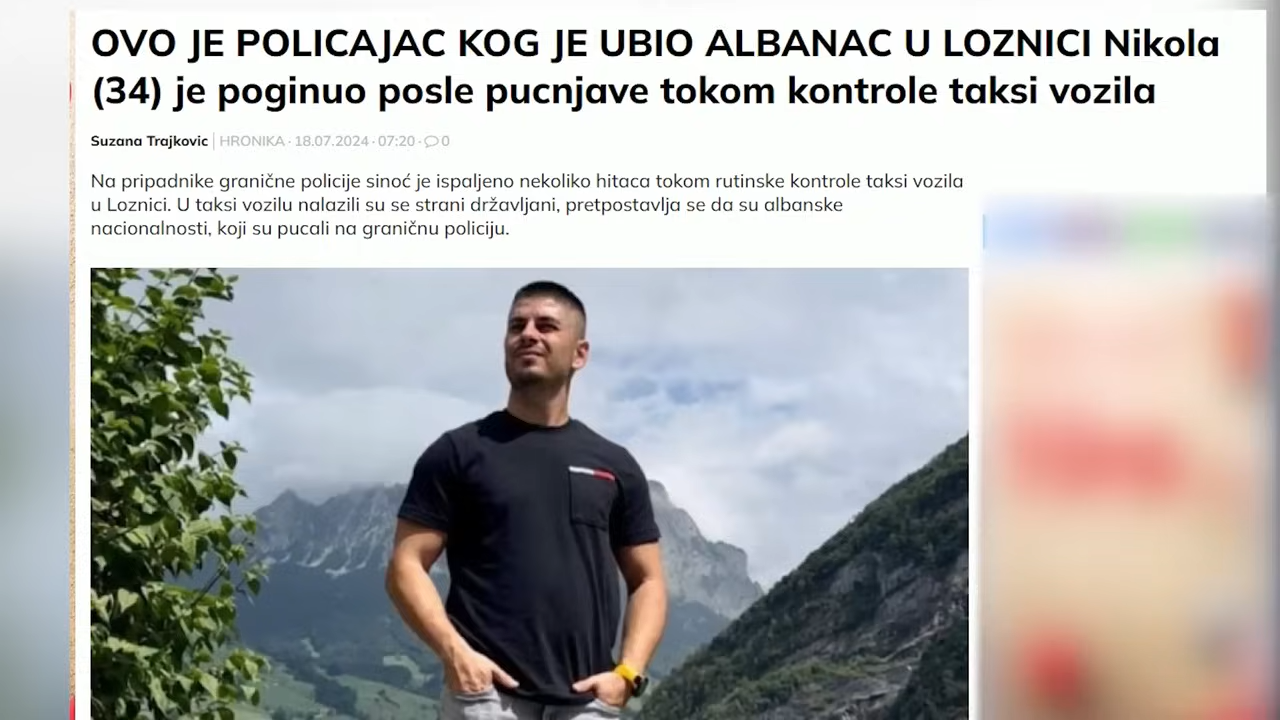 OVO JE POLICAJAC KOG JE UBIO ALBANAC U LOZNICI Nikola
(34) je poginuo posle pucnjave tokom kontrole taksi vozila
Suzana Trajkovic | HRONIKA · 18.07.2024 · 07:20 · 0
Na pripadnike granične policije sinoć je ispaljeno nekoliko hitaca tokom rutinske kontrole taksi vozila
u Loznici. U taksi vozilu nalazili su se strani državljani, pretpostavlja se da su albanske
nacionalnosti, koji su pucali na graničnu policiju.